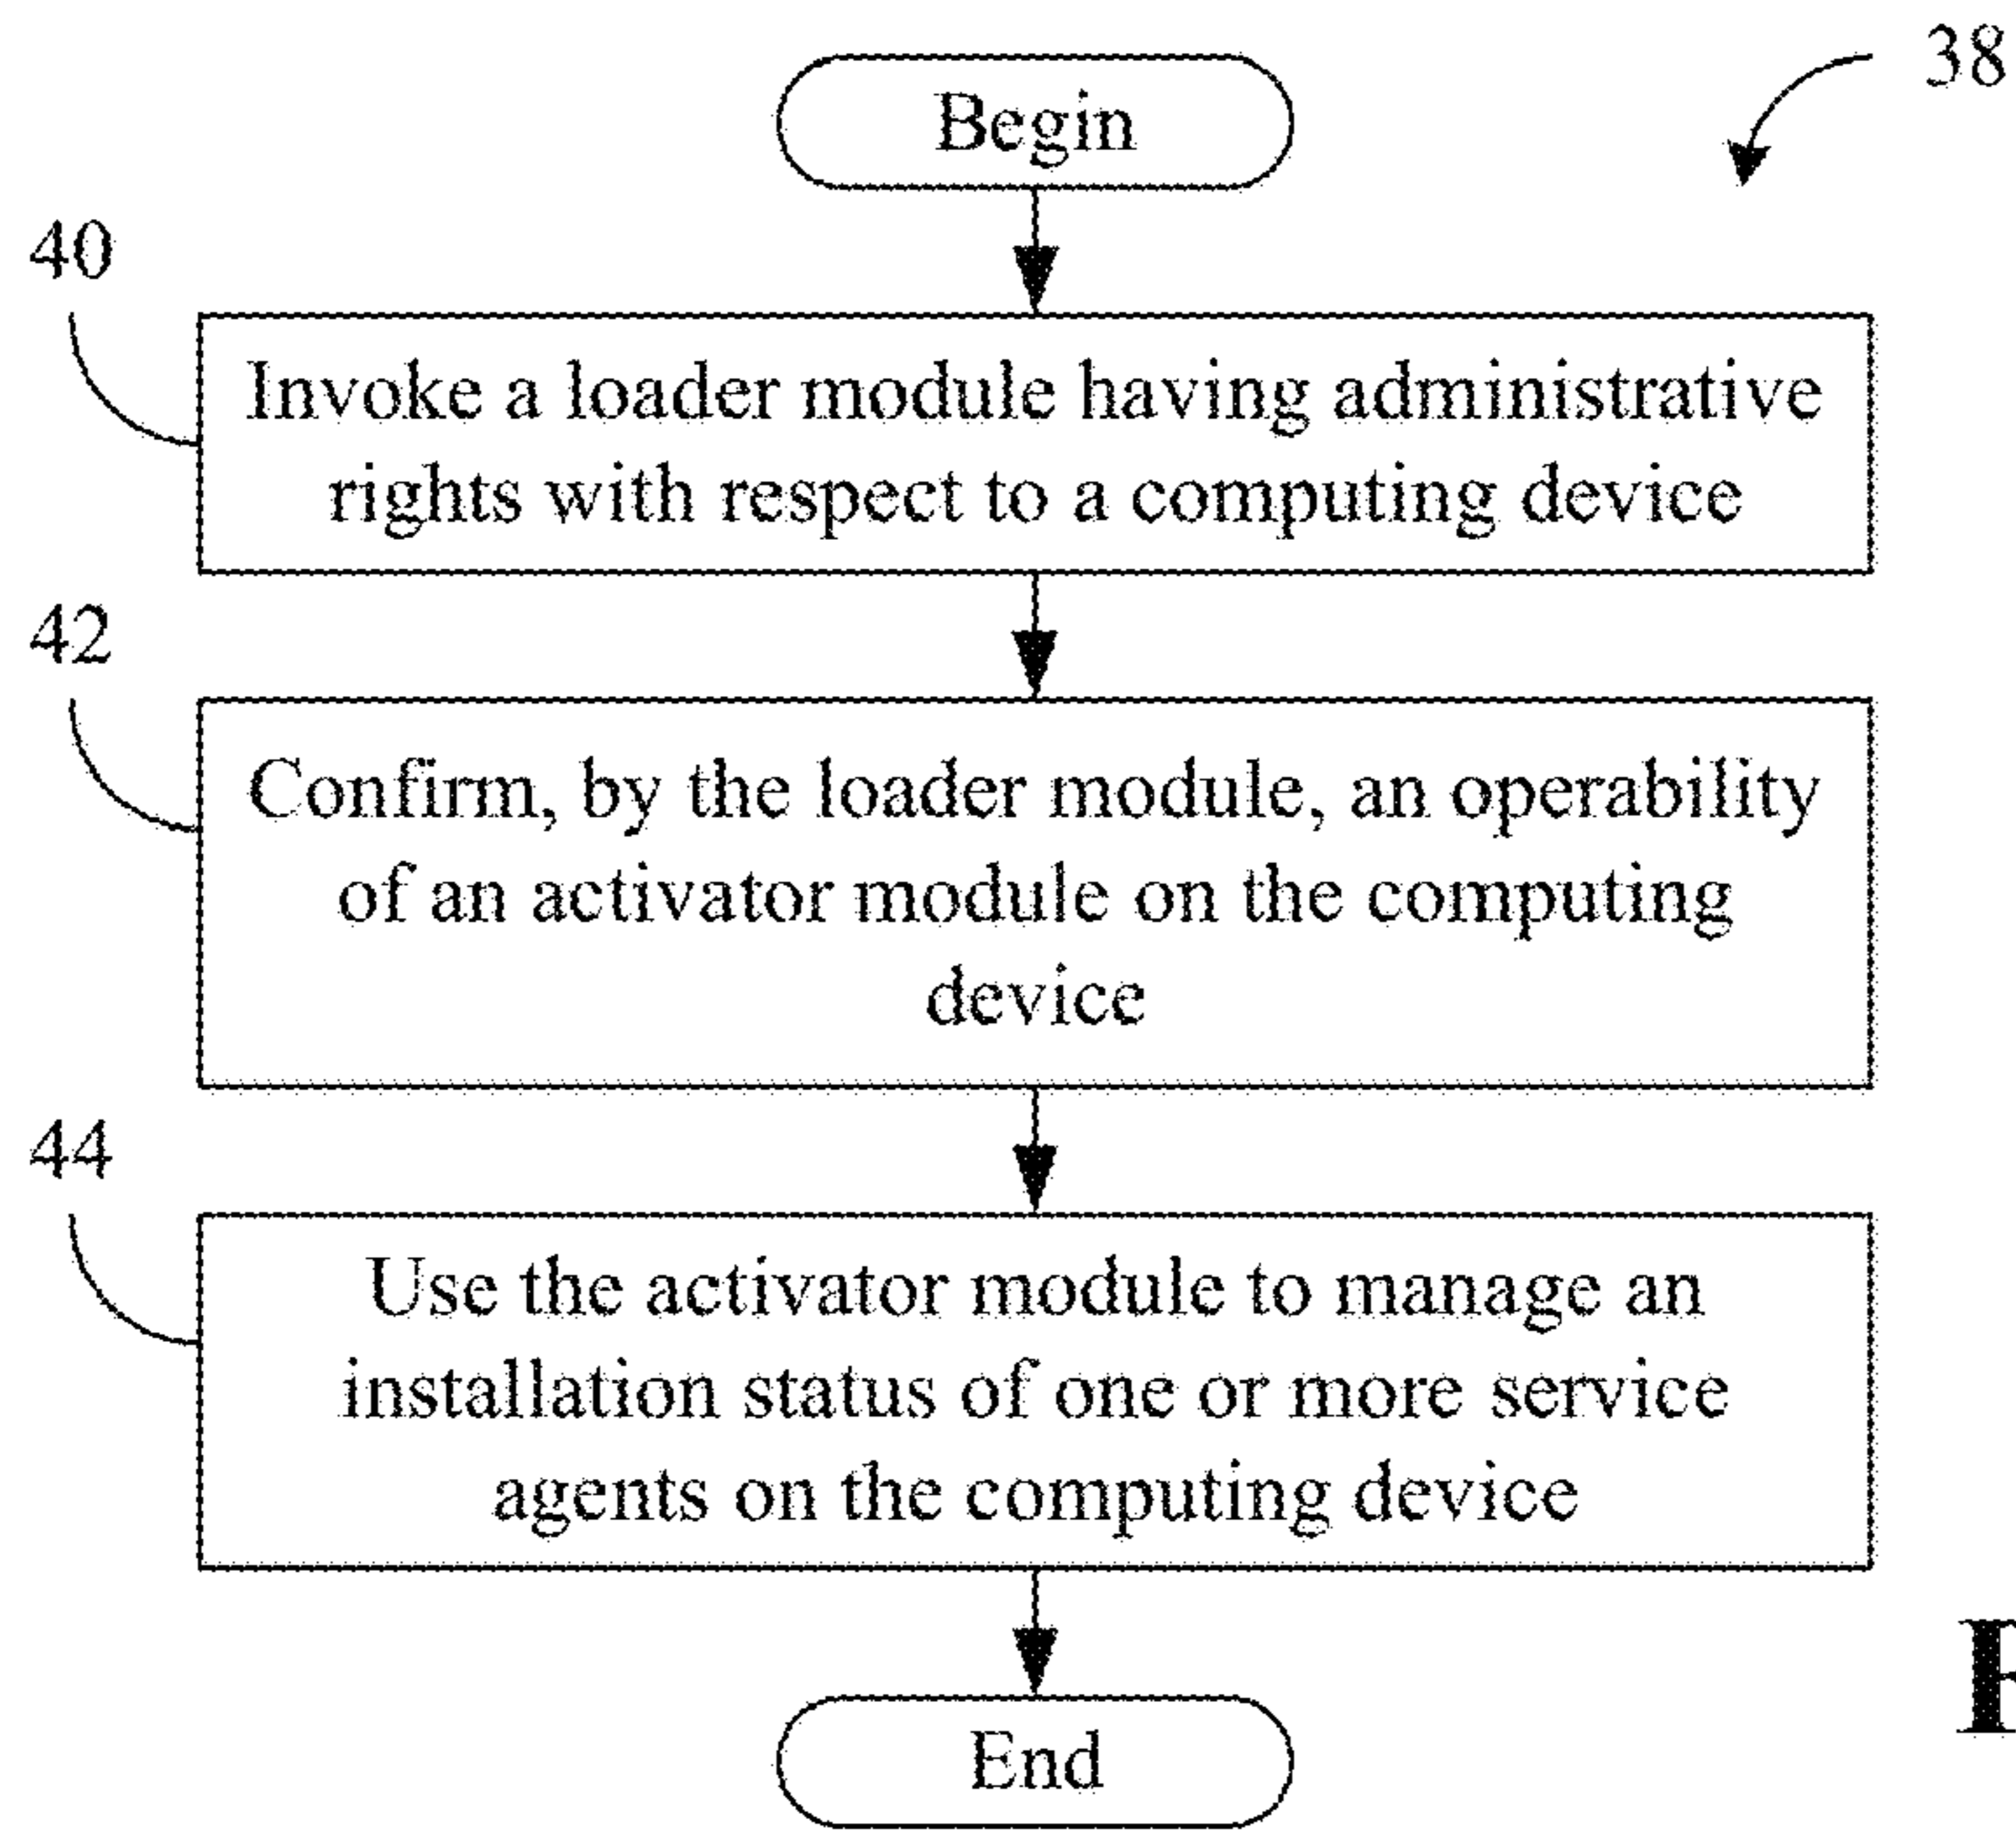 38
Begin
40
Invoke a loader module having administrative
rights with respect to a computing device
42
Confirm, by the loader module, an operability
of an activator module on the computing
device
44
Use the activator module to manage an
installation status of one or more service
agents on the computing device
End